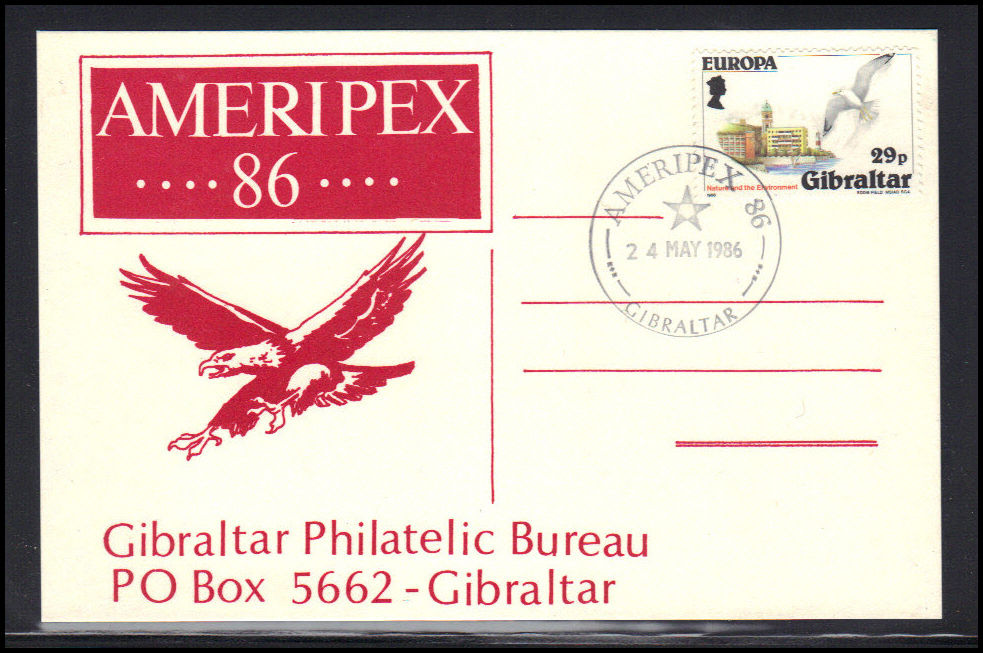 AMERIPEX
····86····
EUROPA
29p
Gibraltar
Nature and the Environment
1986
AMERIPEX 86
24 MAY 1986
GIBRALTAR
Gibraltar Philatelic Bureau
PO Box 5662 - Gibraltar